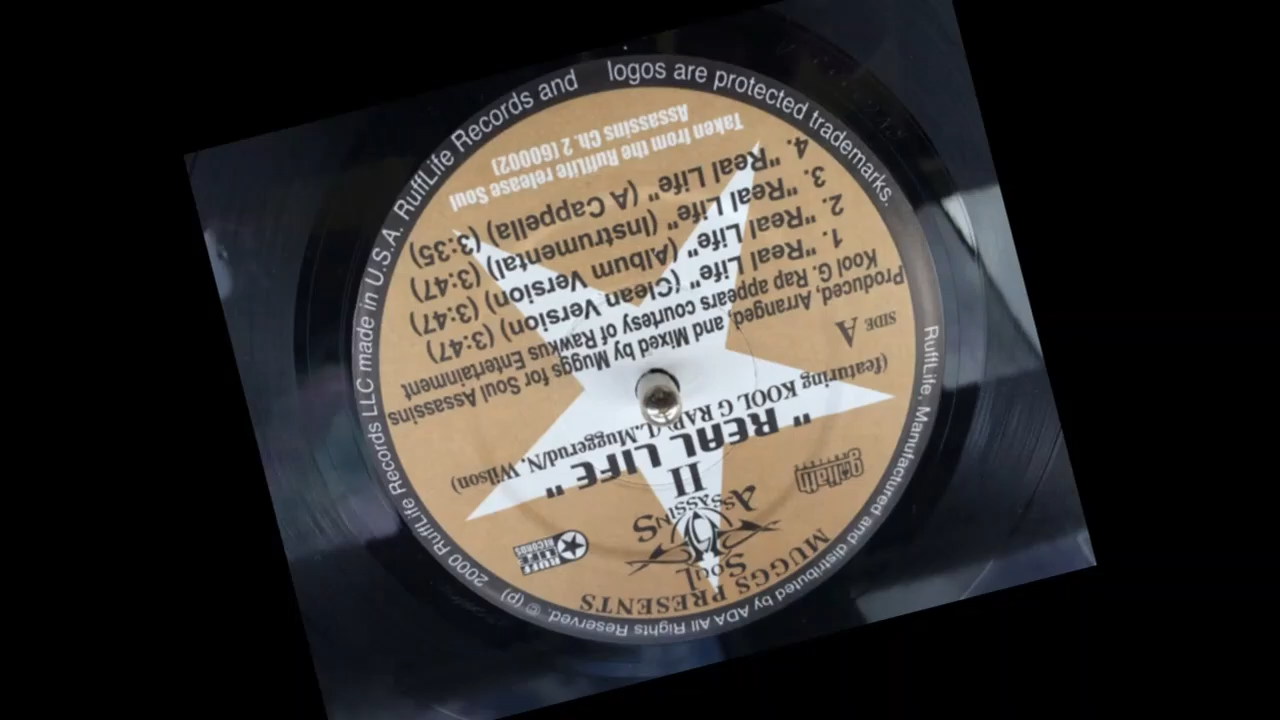 MUGGS PRESENTS
SOUL
ASSASSINS
II
" REAL LIFE "
(featuring KOOL G RAP) (L.Muggerud/N. Wilson)
RUFF
LIFE
RECORDS
goliath
SIDE A
Produced, Arranged, and Mixed by Muggs for Soul Assassins
Kool G. Rap appears courtesy of Rawkus Entertainment
1. "Real Life" (Clean Version) (3:47)
2. "Real Life" (Album Version) (3:47)
3. "Real Life" (Instrumental) (3:47)
4. "Real Life" (A Cappella) (3:35)
Taken from the RuffLife release Soul
Assassins Ch. 2 (60002)
(p) © 2000 RuffLife Records LLC made in U.S.A. RuffLife Records and logos are protected trademarks.
RuffLife, Manufactured and distributed by ADA All Rights Reserved.